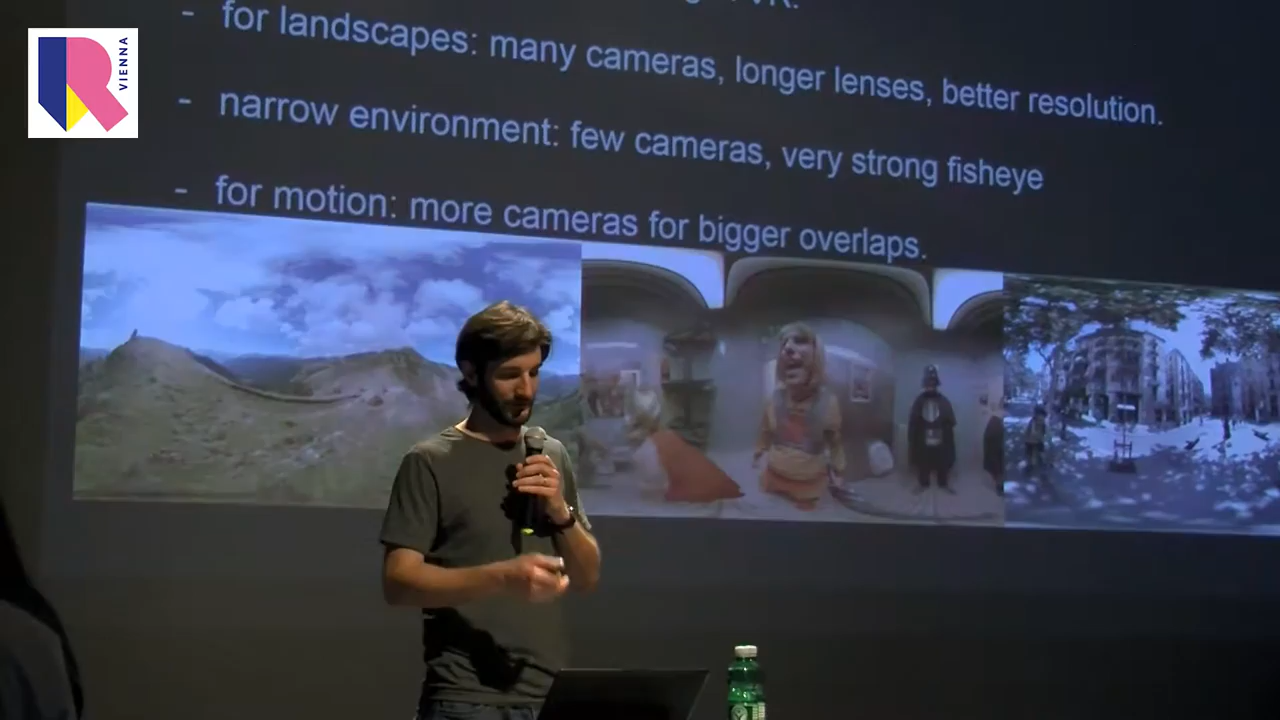 VR.
- for landscapes: many cameras, longer lenses, better resolution.
VIENNA
- narrow environment: few cameras, very strong fisheye
- for motion: more cameras for bigger overlaps.